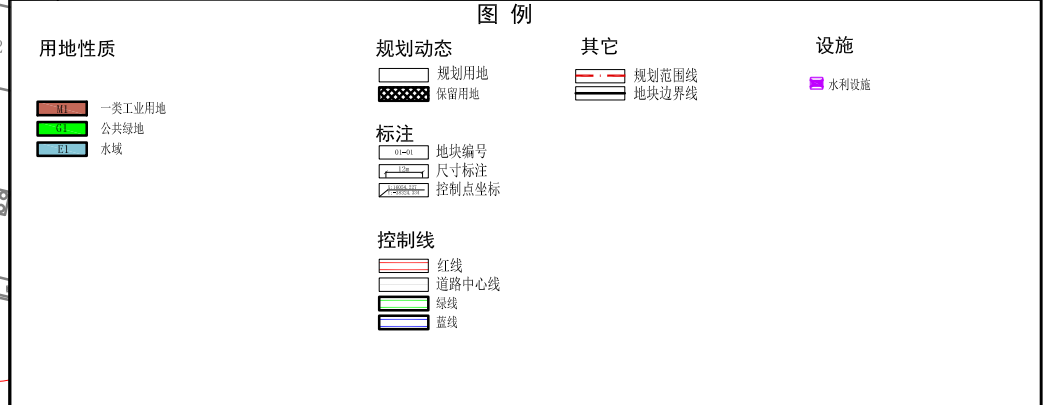 图 例
用地性质
M1 一类工业用地
G1 公共绿地
E1 水域
规划动态
规划用地
保留用地
标注
01-01 地块编号
12m 尺寸标注
控制点坐标
控制线
红线
道路中心线
绿线
蓝线
其它
规划范围线
地块边界线
设施
水利设施